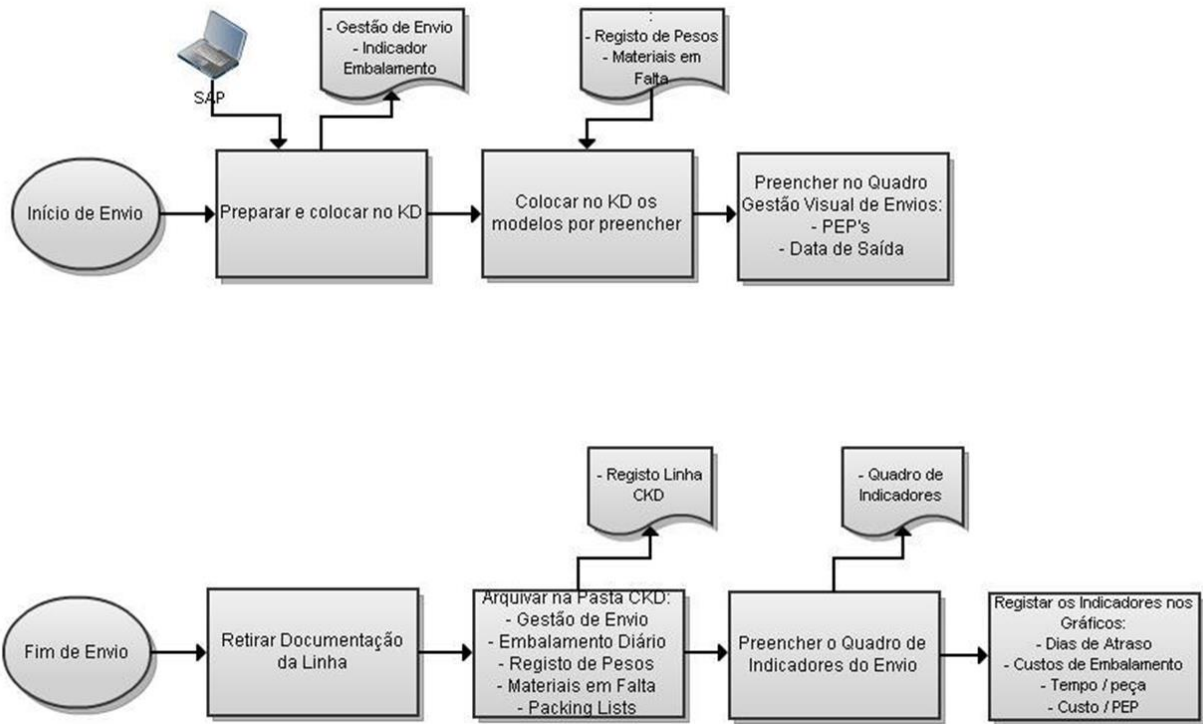 - Gestão de Envio
- Indicador
Embalamento
:
- Registo de Pesos
- Materiais em
Falta
SAP
Início de Envio
Preparar e colocar no KD
Colocar no KD os
modelos por preencher
Preencher no Quadro
Gestão Visual de Envios:
- PEP's
- Data de Saída
- Registo Linha
CKD
- Quadro de
Indicadores
Fim de Envio
Retirar Documentação
da Linha
Arquivar na Pasta CKD:
- Gestão de Envio
- Embalamento Diário
- Registo de Pesos
- Materiais em Falta
- Packing Lists
Preencher o Quadro de
Indicadores do Envio
Registar os Indicadores nos
Gráficos:
- Dias de Atraso
- Custos de Embalamento
- Tempo / peça
- Custo / PEP